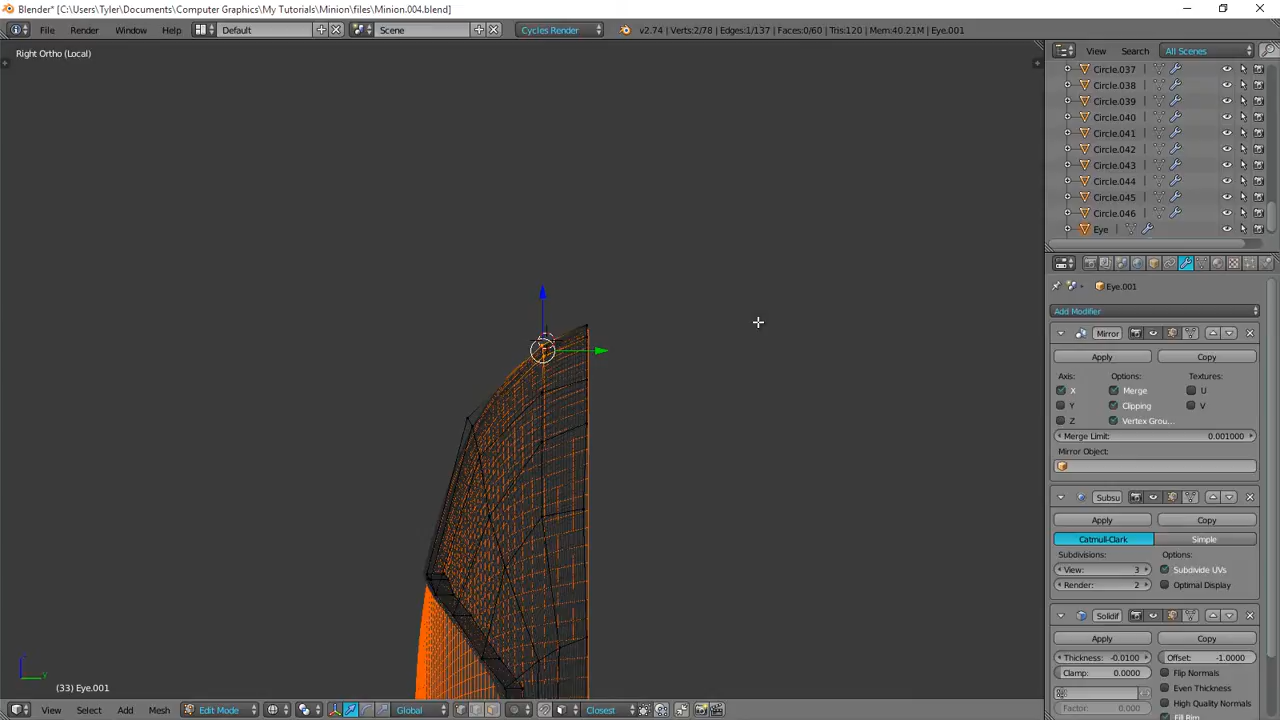 Blender* [C:\Users\Tyler\Documents\Computer Graphics\My Tutorials\Minion\files\Minion.004.blend]
File Render Window Help Default Scene Cycles Render v2.74 | Verts:2/78 | Edges:1/137 | Faces:0/60 | Tris:120 | Mem:40.21M | Eye.001
Right Ortho (Local)
View Search All Scenes
Circle.037
Circle.038
Circle.039
Circle.040
Circle.041
Circle.042
Circle.043
Circle.044
Circle.045
Circle.046
Eye
Eye.001
Add Modifier
Mirror
Apply Copy
Axis: Options: Textures:
X Merge U
Y Clipping V
Z Vertex Grou...
Merge Limit: 0.001000
Mirror Object:
Subsu
Apply Copy
Catmull-Clark Simple
Subdivisions: Options:
View: 3 Subdivide UVs
Render: 2 Optimal Display
Solidif
Apply Copy
Thickness: -0.0100 Offset: -1.0000
Clamp: 0.0000 Flip Normals
Even Thickness
High Quality Normals
Factor: 0.000 Fill Rim
(33) Eye.001
View Select Add Mesh Edit Mode Global Closest